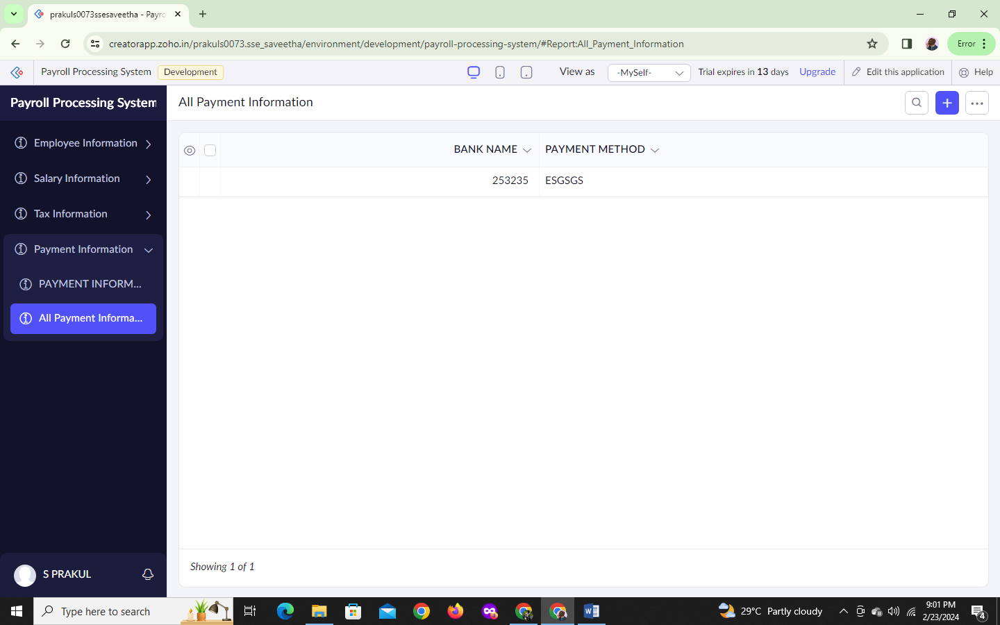 prakuls0073ssesaveetha - Payro
creatorapp.zoho.in/prakuls0073.sse_saveetha/environment/development/payroll-processing-system/#Report:All_Payment_Information
Error
Payroll Processing System
Development
View as
-MySelf-
Trial expires in 13 days
Upgrade
Edit this application
Help
Payroll Processing System
All Payment Information
Employee Information
Salary Information
Tax Information
Payment Information
PAYMENT INFORM...
All Payment Informa...
BANK NAME
PAYMENT METHOD
253235
ESGSGS
Showing 1 of 1
S PRAKUL
Type here to search
29°C Partly cloudy
9:01 PM
2/23/2024
4